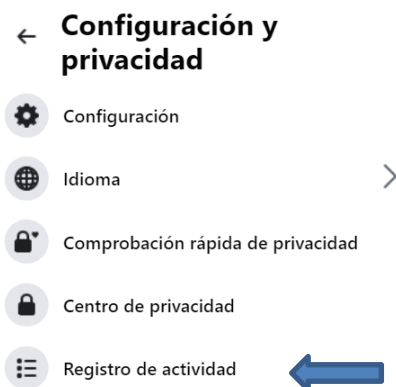 Configuración y
privacidad
Configuración
Idioma
Comprobación rápida de privacidad
Centro de privacidad
Registro de actividad